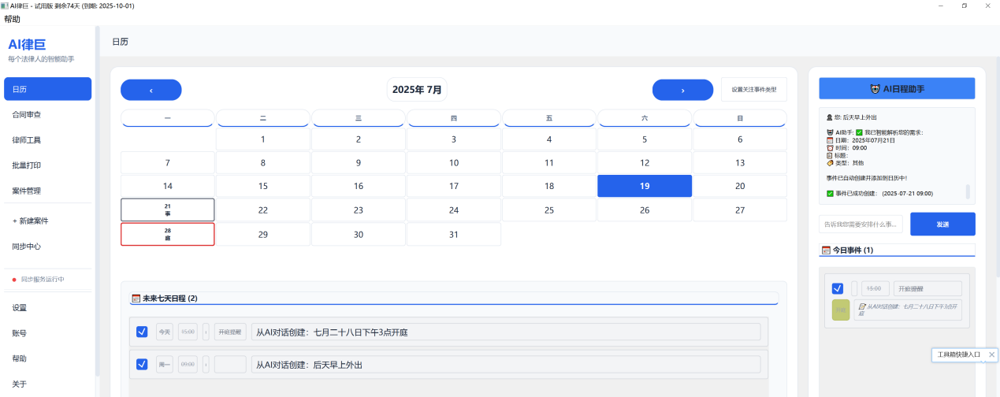 AI律巨 - 试用版 剩余74天 (到期: 2025-10-01)
帮助
AI律巨
每个法律人的智能助手
日历
合同审查
律师工具
批量打印
案件管理
+ 新建案件
同步中心
同步服务运行中
设置
账号
帮助
关于
日历
‹
2025年 7月
›
设置关注事件类型
一 二 三 四 五 六 日
1 2 3 4 5 6
7 8 9 10 11 12 13
14 15 16 17 18 19 20
21 22 23 24 25 26 27
事
28 29 30 31
庭
未来七天日程 (2)
今天 15:00 开庭提醒 从AI对话创建：七月二十八日下午3点开庭
周一 09:00 从AI对话创建：后天早上外出
AI日程助手
您: 后天早上外出
AI助手: 我已智能解析您的需求:
日期: 2025年07月21日
时间: 09:00
标题:
类型: 其他
事件已自动创建并添加到日历中!
事件已成功创建: (2025-07-21 09:00)
告诉我您需要安排什么事...
发送
今日事件 (1)
15:00 开庭提醒
从AI对话创建：七月二十八日下午3点开
庭
工具箱快捷入口